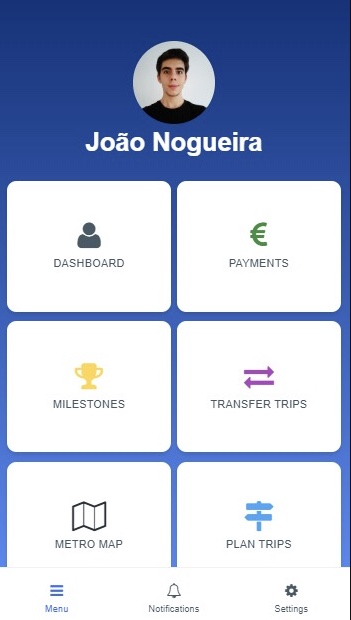 João Nogueira
DASHBOARD
PAYMENTS
MILESTONES
TRANSFER TRIPS
METRO MAP
PLAN TRIPS
Menu
Notifications
Settings